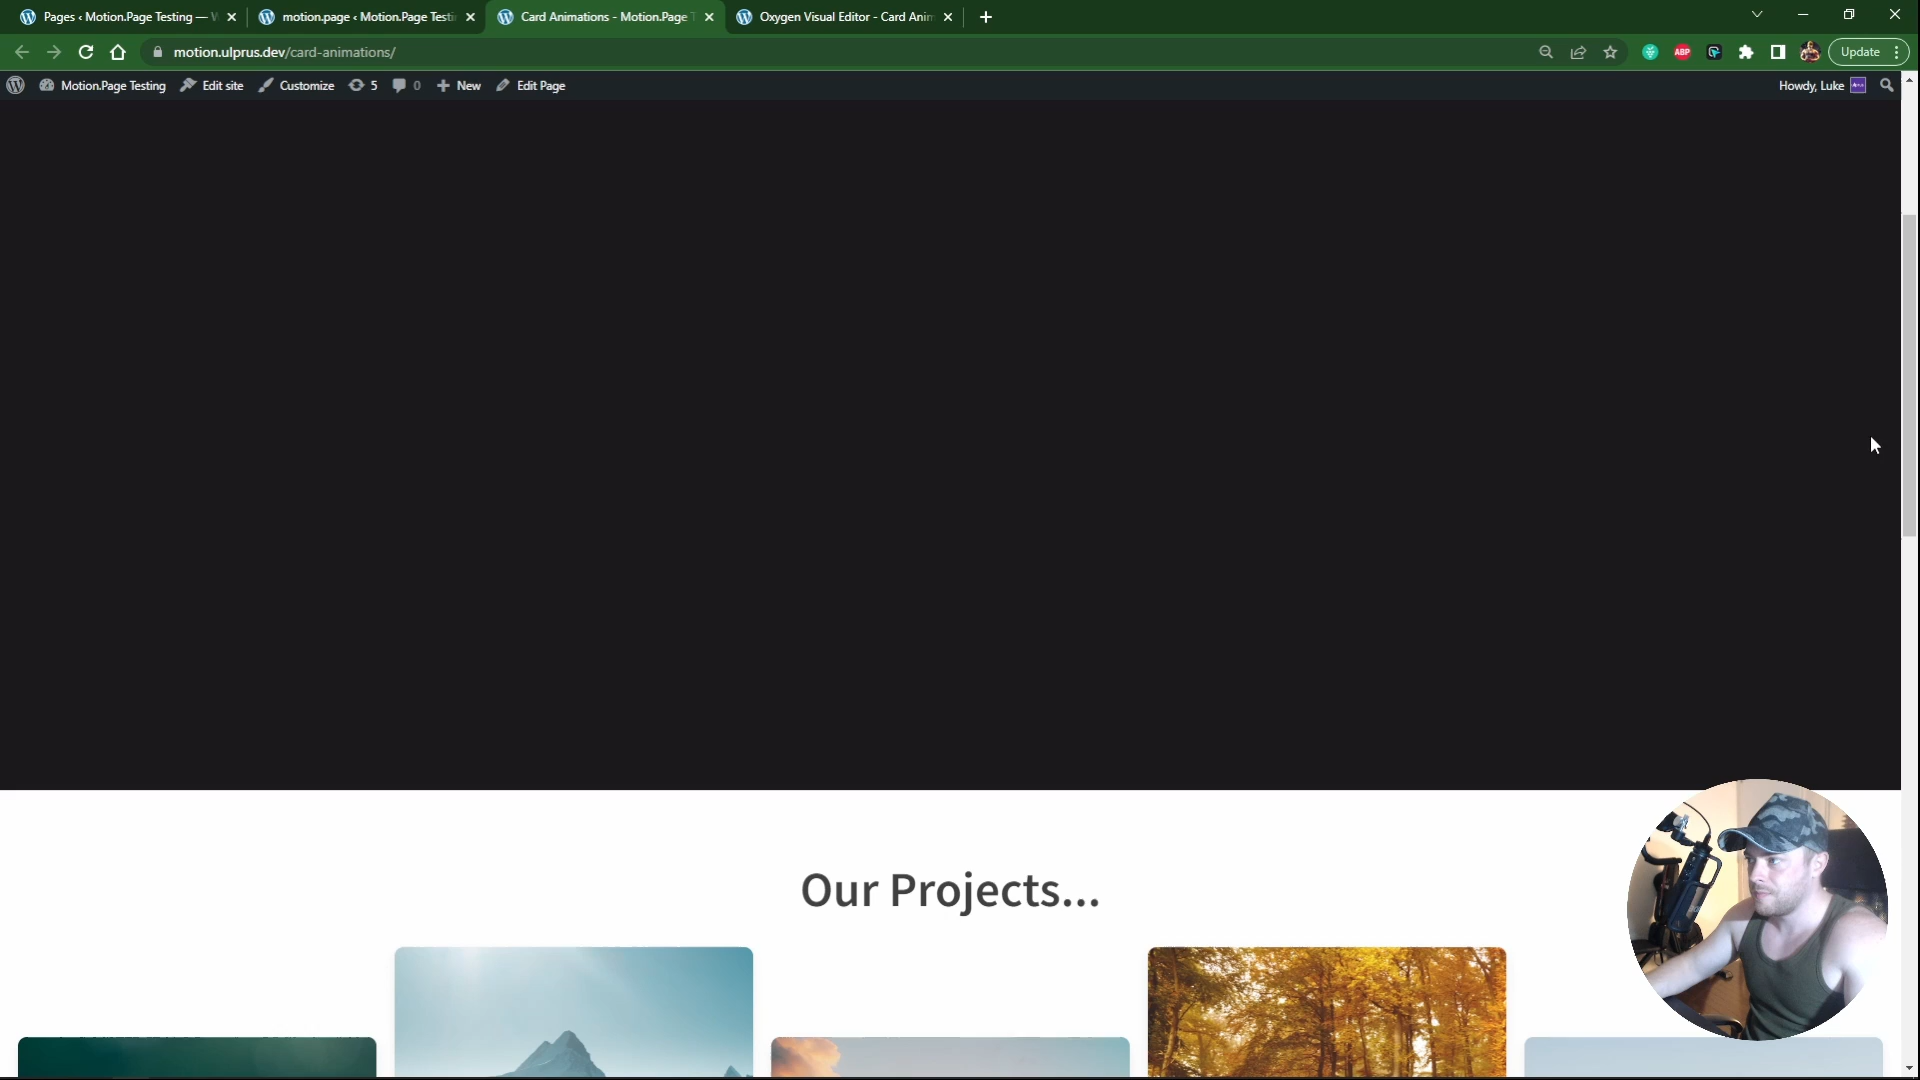 Pages ‹ Motion.Page Testing —
motion.page ‹ Motion.Page Testi
Card Animations - Motion.Page T
Oxygen Visual Editor - Card Anim
motion.ulprus.dev/card-animations/
ABP
Update
Motion.Page Testing
Edit site
Customize
5
0
New
Edit Page
Howdy, Luke
Our Projects...